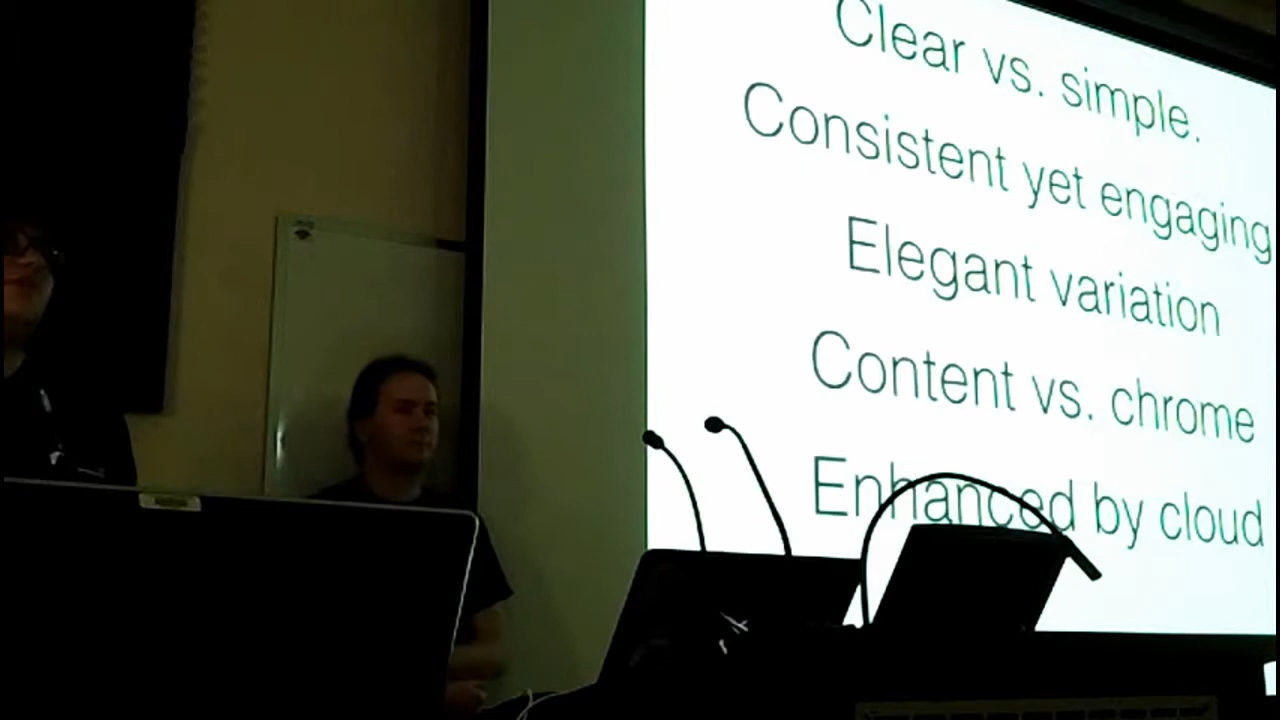 Clear vs. simple.
Consistent yet engaging
Elegant variation
Content vs. chrome
Enhanced by cloud